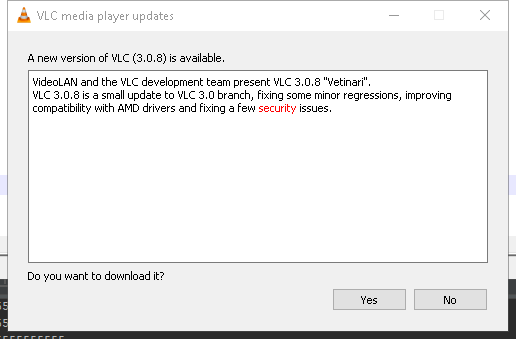 VLC media player updates
A new version of VLC (3.0.8) is available.
VideoLAN and the VLC development team present VLC 3.0.8 "Vetinari".
VLC 3.0.8 is a small update to VLC 3.0 branch, fixing some minor regressions, improving
compatibility with AMD drivers and fixing a few security issues.
Do you want to download it?
Yes No